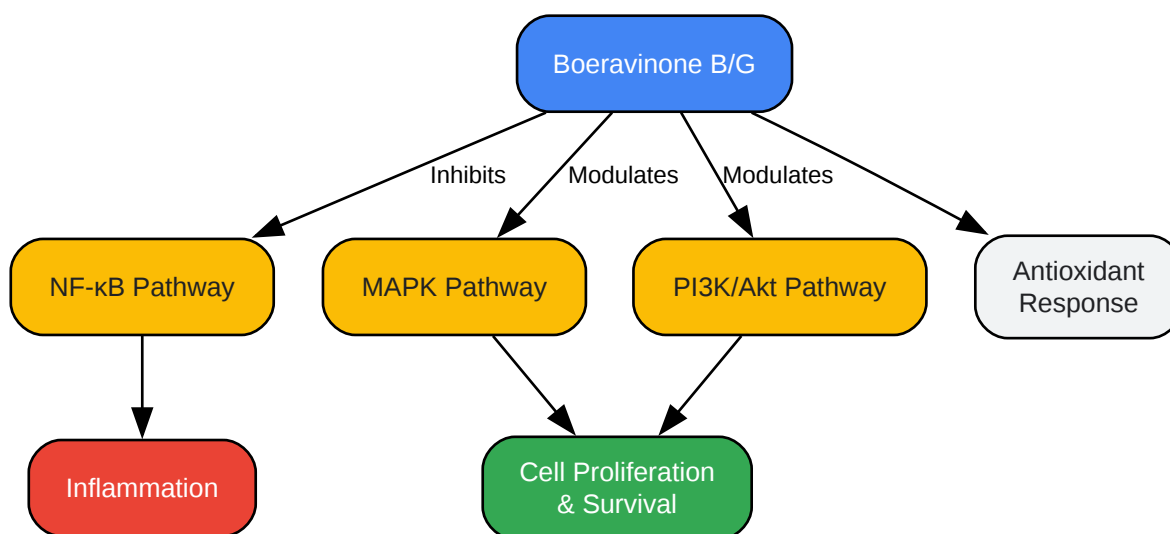 Boeravinone B/G
Inhibits
Modulates
Modulates
NF-κB Pathway
MAPK Pathway
PI3K/Akt Pathway
Antioxidant
Response
Inflammation
Cell Proliferation
& Survival